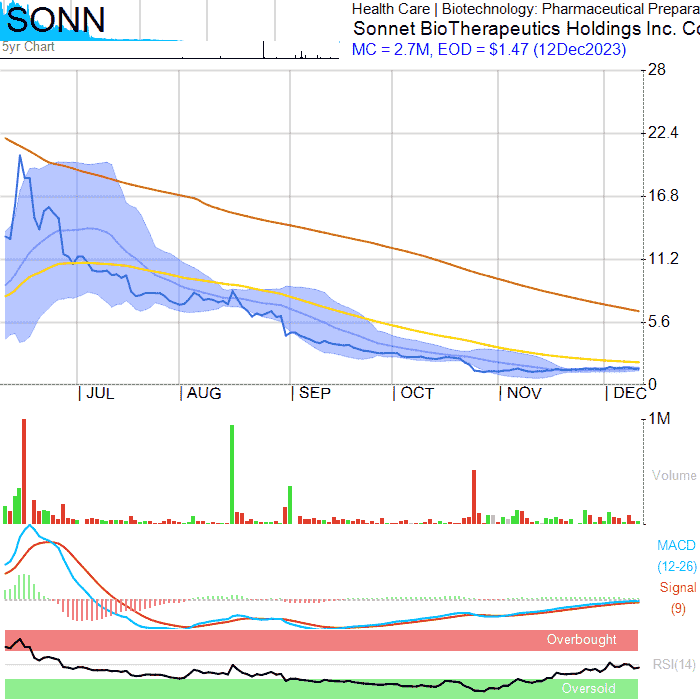 SONN
Health Care | Biotechnology: Pharmaceutical Prepara
Sonnet BioTherapeutics Holdings Inc. Co
5yr Chart
MC = 2.7M, EOD = $1.47 (12Dec2023)
28
22.4
16.8
11.2
5.6
0
| JUL | AUG | SEP | OCT | NOV | DEC
1M
Volume
MACD
(12-26)
Signal
(9)
Overbought
RSI(14)
Oversold